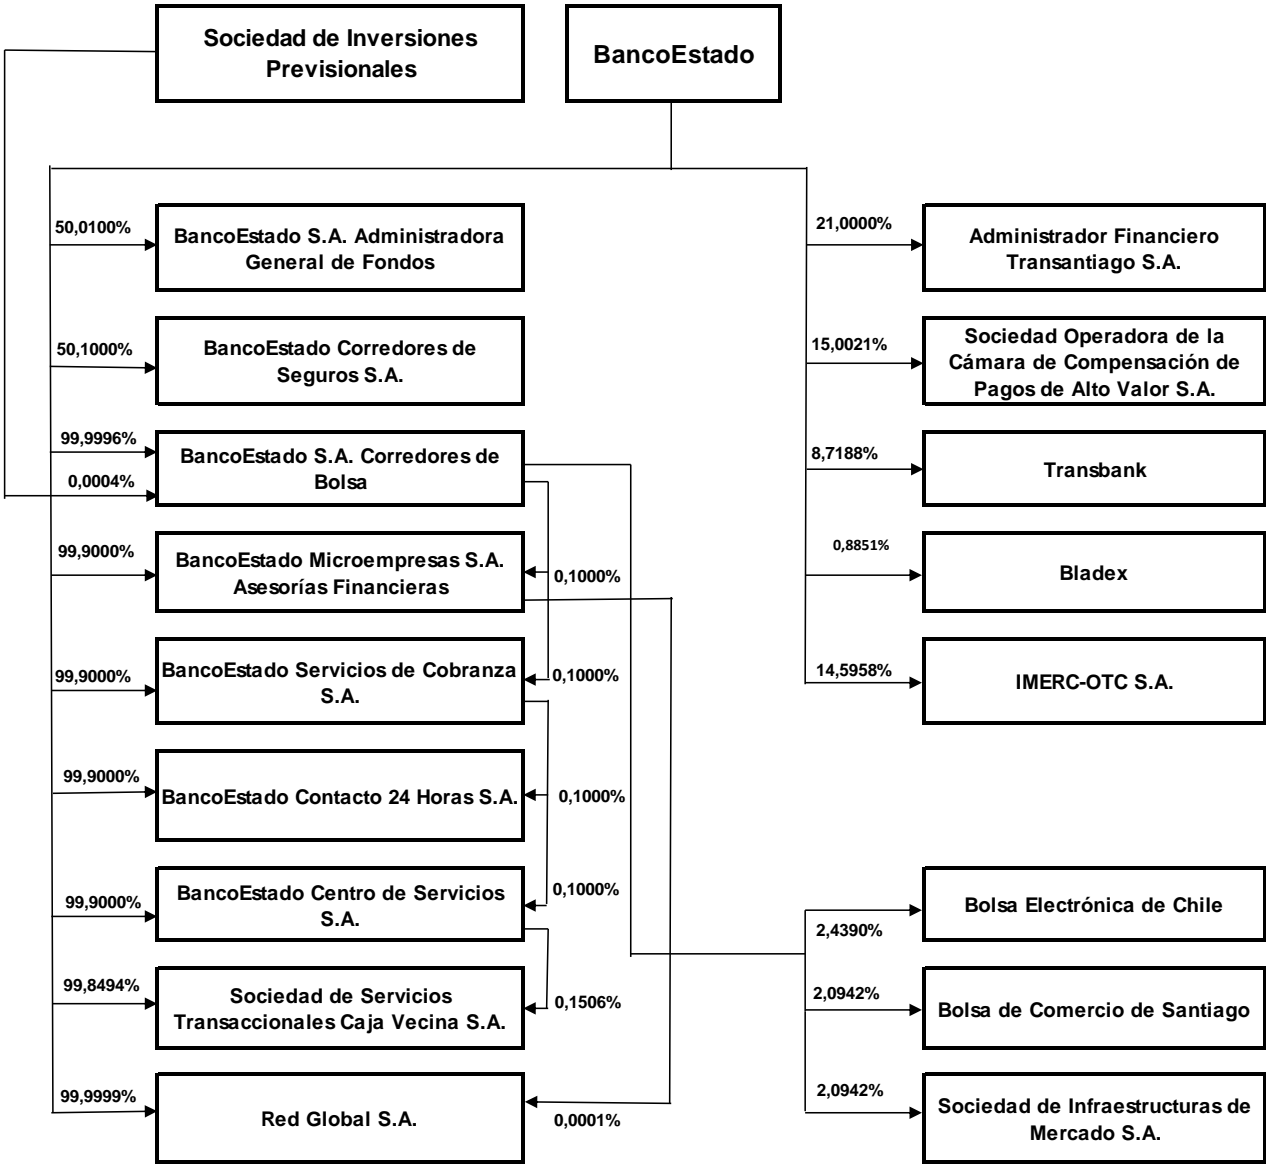 Sociedad de Inversiones
Previsionales
BancoEstado
50,0100%
BancoEstado S.A. Administradora
General de Fondos
50,1000%
BancoEstado Corredores de
Seguros S.A.
99,9996%
0,0004%
BancoEstado S.A. Corredores de
Bolsa
99,9000%
BancoEstado Microempresas S.A.
Asesorías Financieras
0,1000%
99,9000%
BancoEstado Servicios de Cobranza
S.A.
0,1000%
99,9000%
BancoEstado Contacto 24 Horas S.A.
0,1000%
99,9000%
BancoEstado Centro de Servicios
S.A.
0,1000%
99,8494%
Sociedad de Servicios
Transaccionales Caja Vecina S.A.
0,1506%
99,9999%
Red Global S.A.
0,0001%
21,0000%
Administrador Financiero
Transantiago S.A.
15,0021%
Sociedad Operadora de la
Cámara de Compensación de
Pagos de Alto Valor S.A.
8,7188%
Transbank
0,8851%
Bladex
14,5958%
IMERC-OTC S.A.
2,4390%
Bolsa Electrónica de Chile
2,0942%
Bolsa de Comercio de Santiago
2,0942%
Sociedad de Infraestructuras de
Mercado S.A.